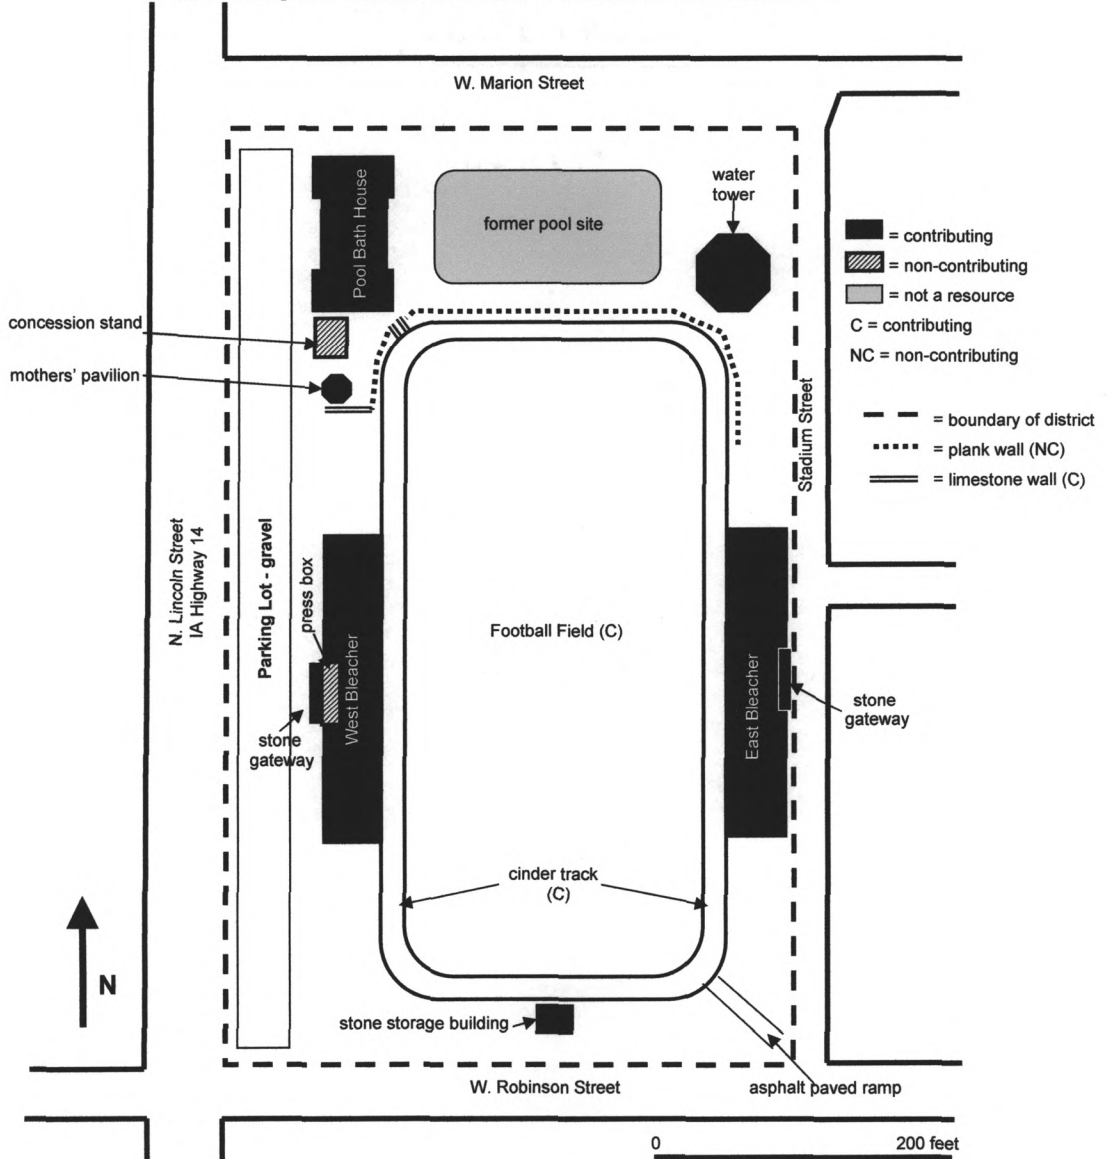 W. Marion Street
water
tower
Pool Bath House
former pool site
= contributing
= non-contributing
= not a resource
C = contributing
NC = non-contributing
concession stand
mothers' pavilion
= boundary of district
= plank wall (NC)
= limestone wall (C)
Stadium Street
N. Lincoln Street
IA Highway 14
Parking Lot - gravel
press box
West Bleacher
Football Field (C)
East Bleacher
stone
gateway
stone
gateway
cinder track
(C)
N
stone storage building
W. Robinson Street
asphalt paved ramp
0 200 feet